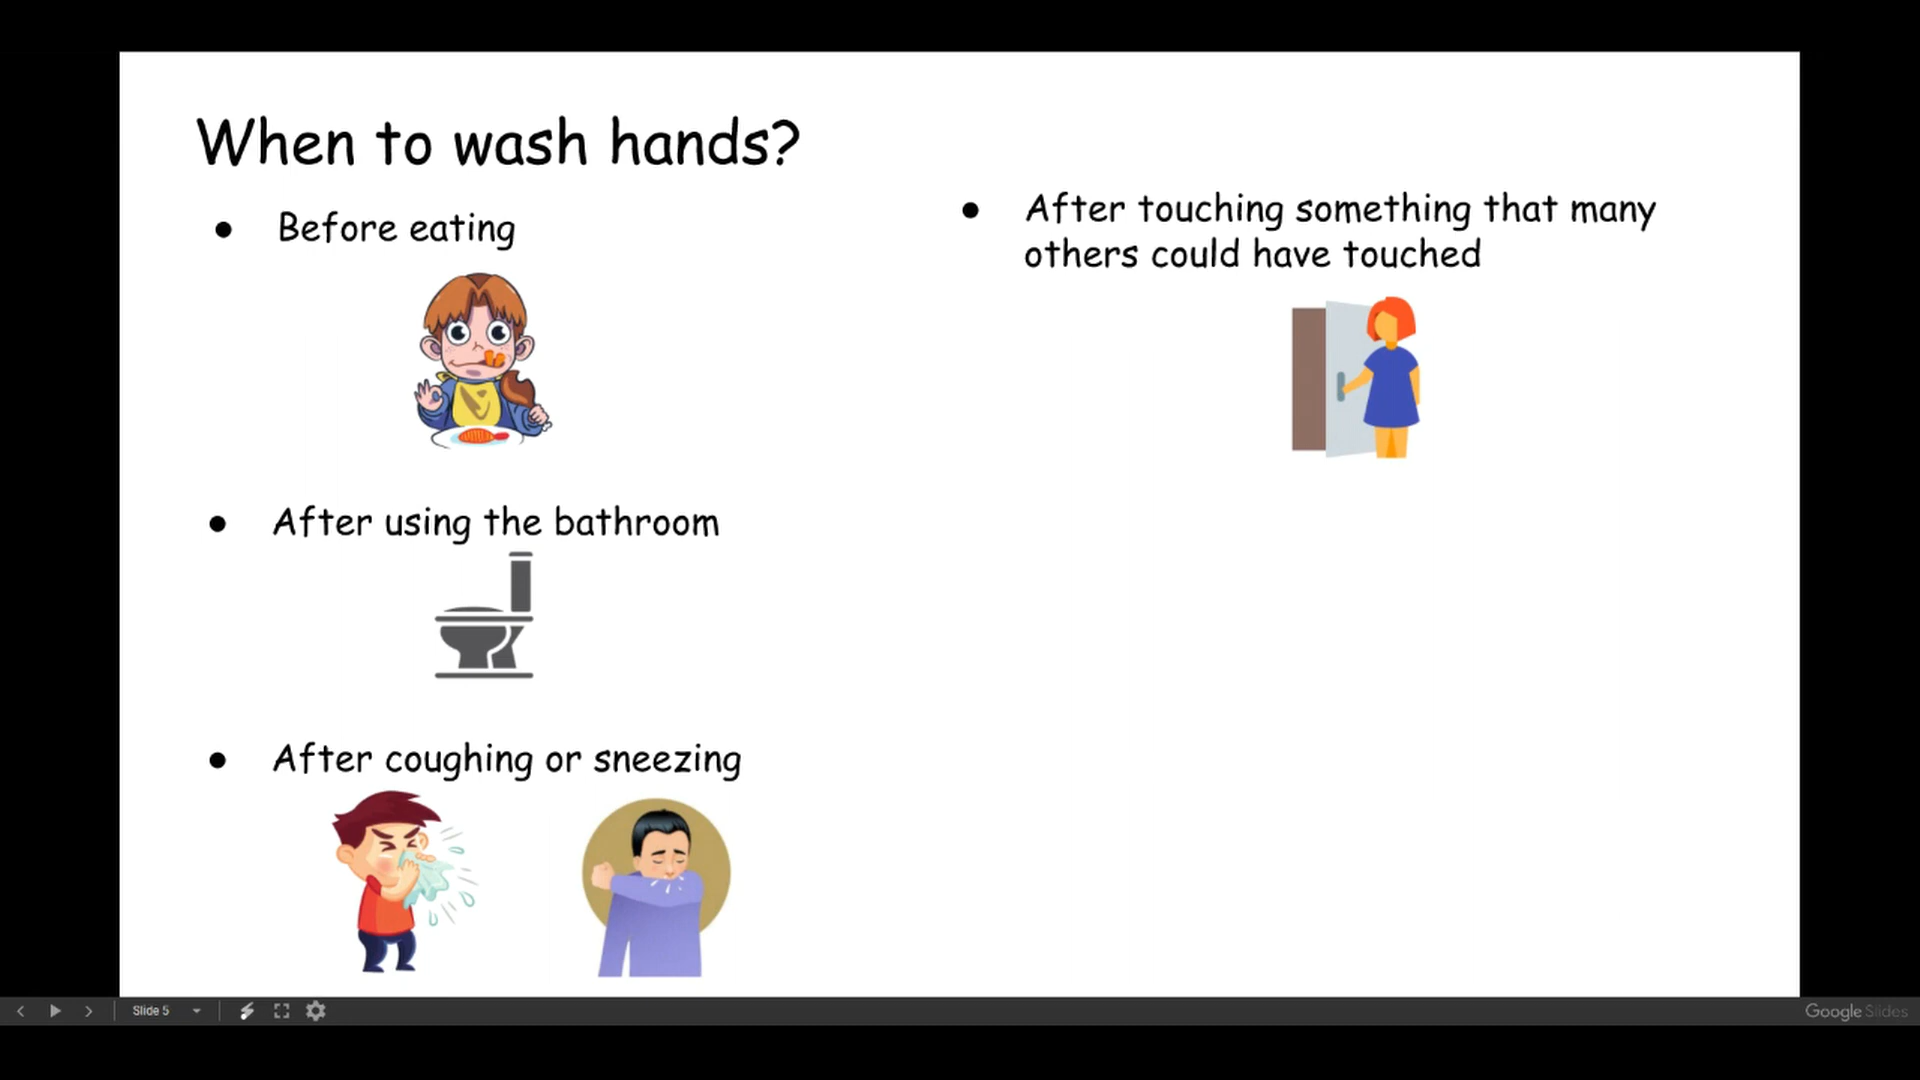 When to wash hands?
● Before eating
● After using the bathroom
● After coughing or sneezing
● After touching something that many
others could have touched
Slide 5
Google Slides